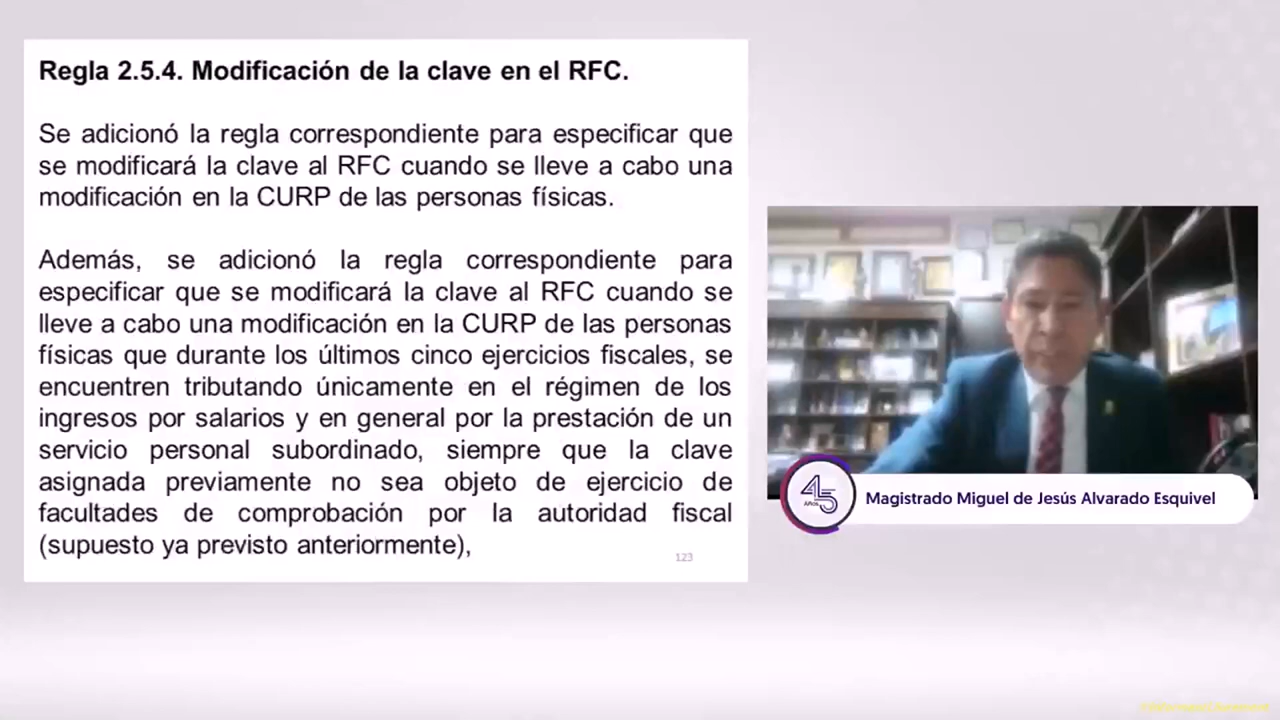 Regla 2.5.4. Modificación de la clave en el RFC.
Se adicionó la regla correspondiente para especificar que
se modificará la clave al RFC cuando se lleve a cabo una
modificación en la CURP de las personas físicas.
Además, se adicionó la regla correspondiente para
especificar que se modificará la clave al RFC cuando se
lleve a cabo una modificación en la CURP de las personas
físicas que durante los últimos cinco ejercicios fiscales, se
encuentren tributando únicamente en el régimen de los
ingresos por salarios y en general por la prestación de un
servicio personal subordinado, siempre que la clave
asignada previamente no sea objeto de ejercicio de
facultades de comprobación por la autoridad fiscal
(supuesto ya previsto anteriormente),
123
45
AÑOS
Magistrado Miguel de Jesús Alvarado Esquivel